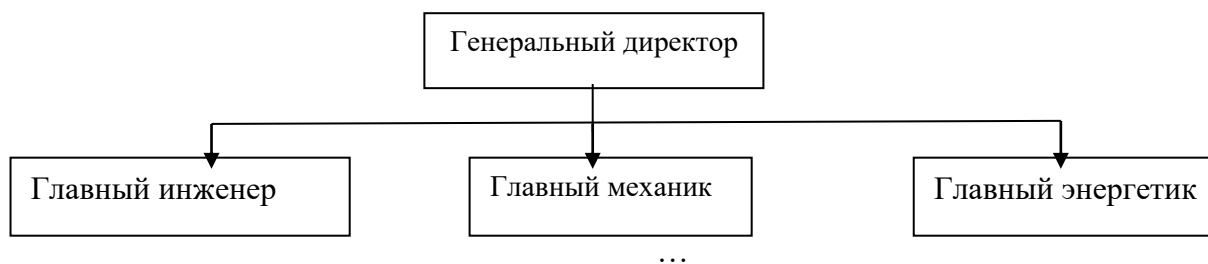 Генеральный директор
Главный инженер
Главный механик
Главный энергетик
…